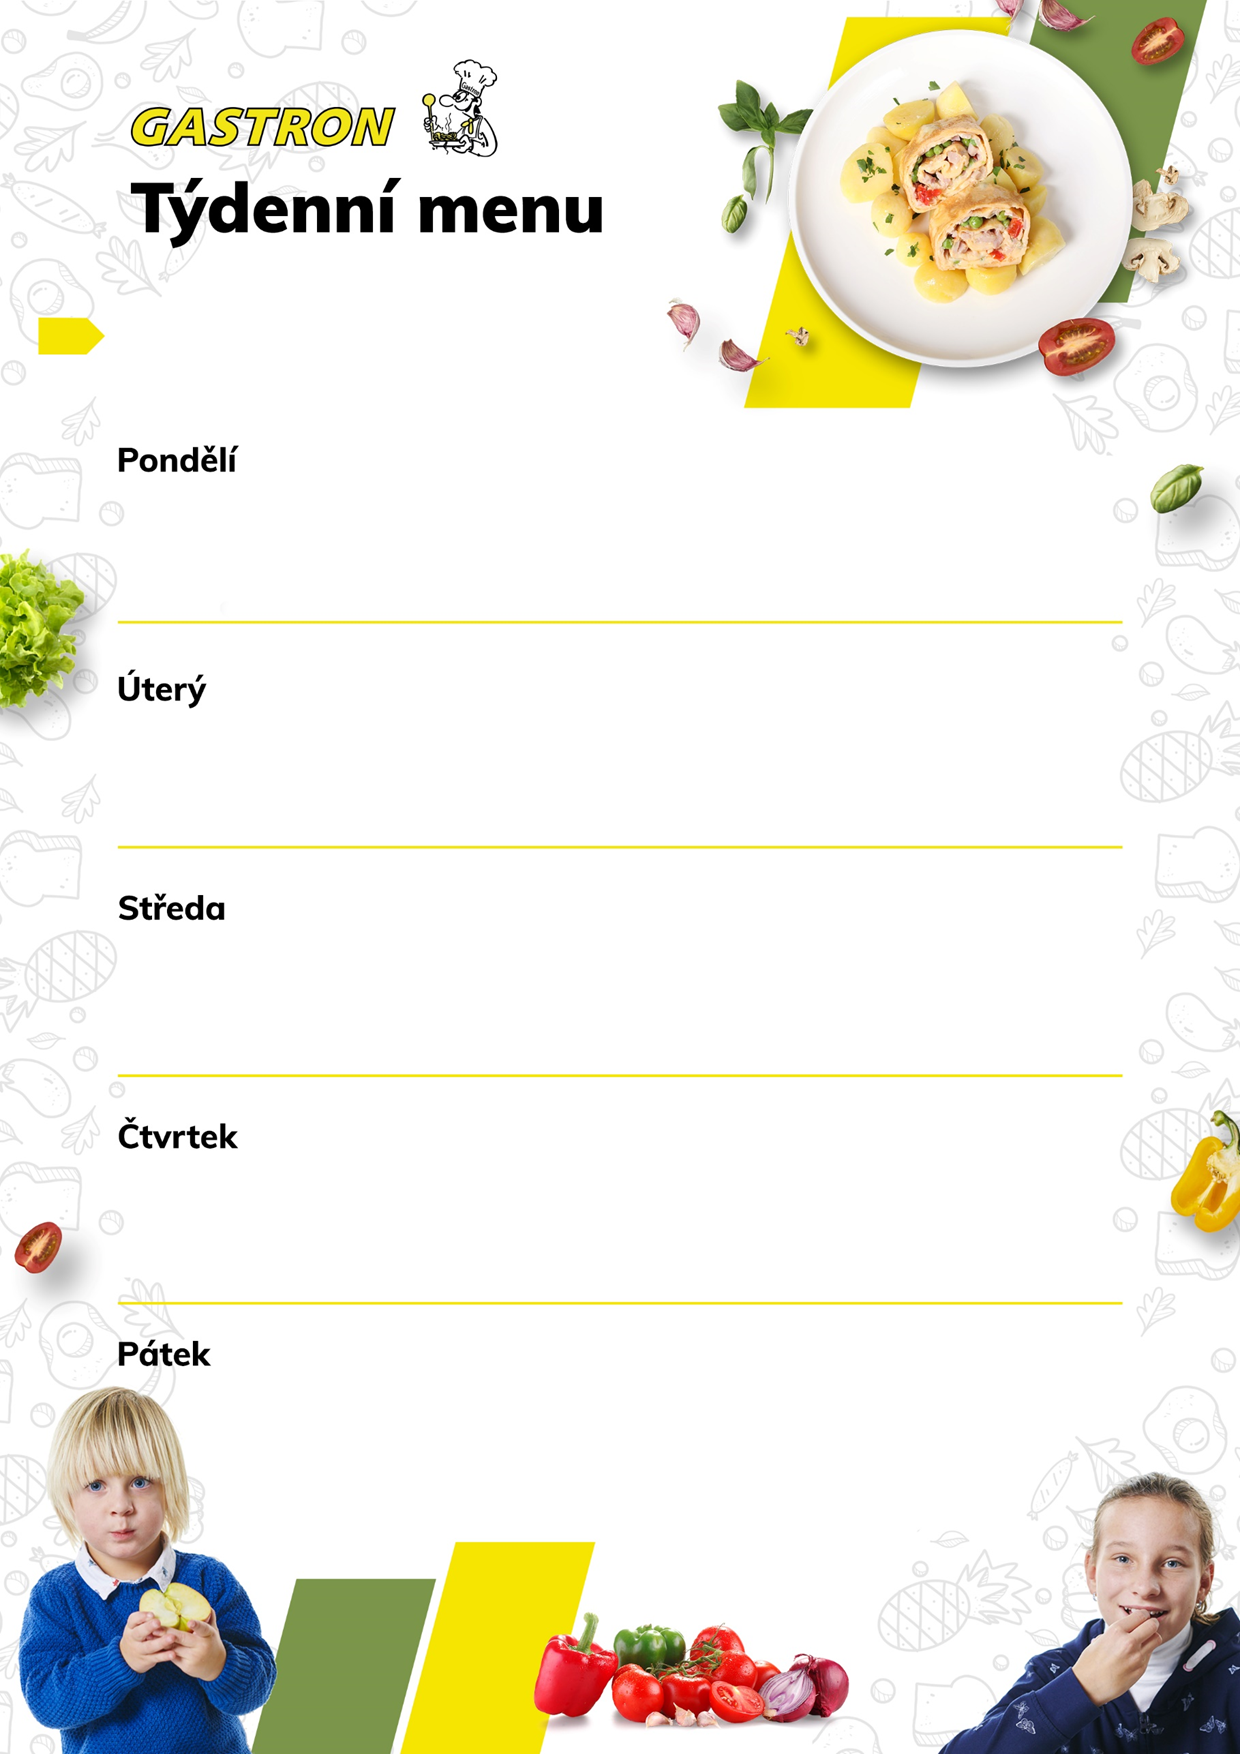 GASTRON
Týdenní menu
Pondělí
Úterý
Středa
Čtvrtek
Pátek